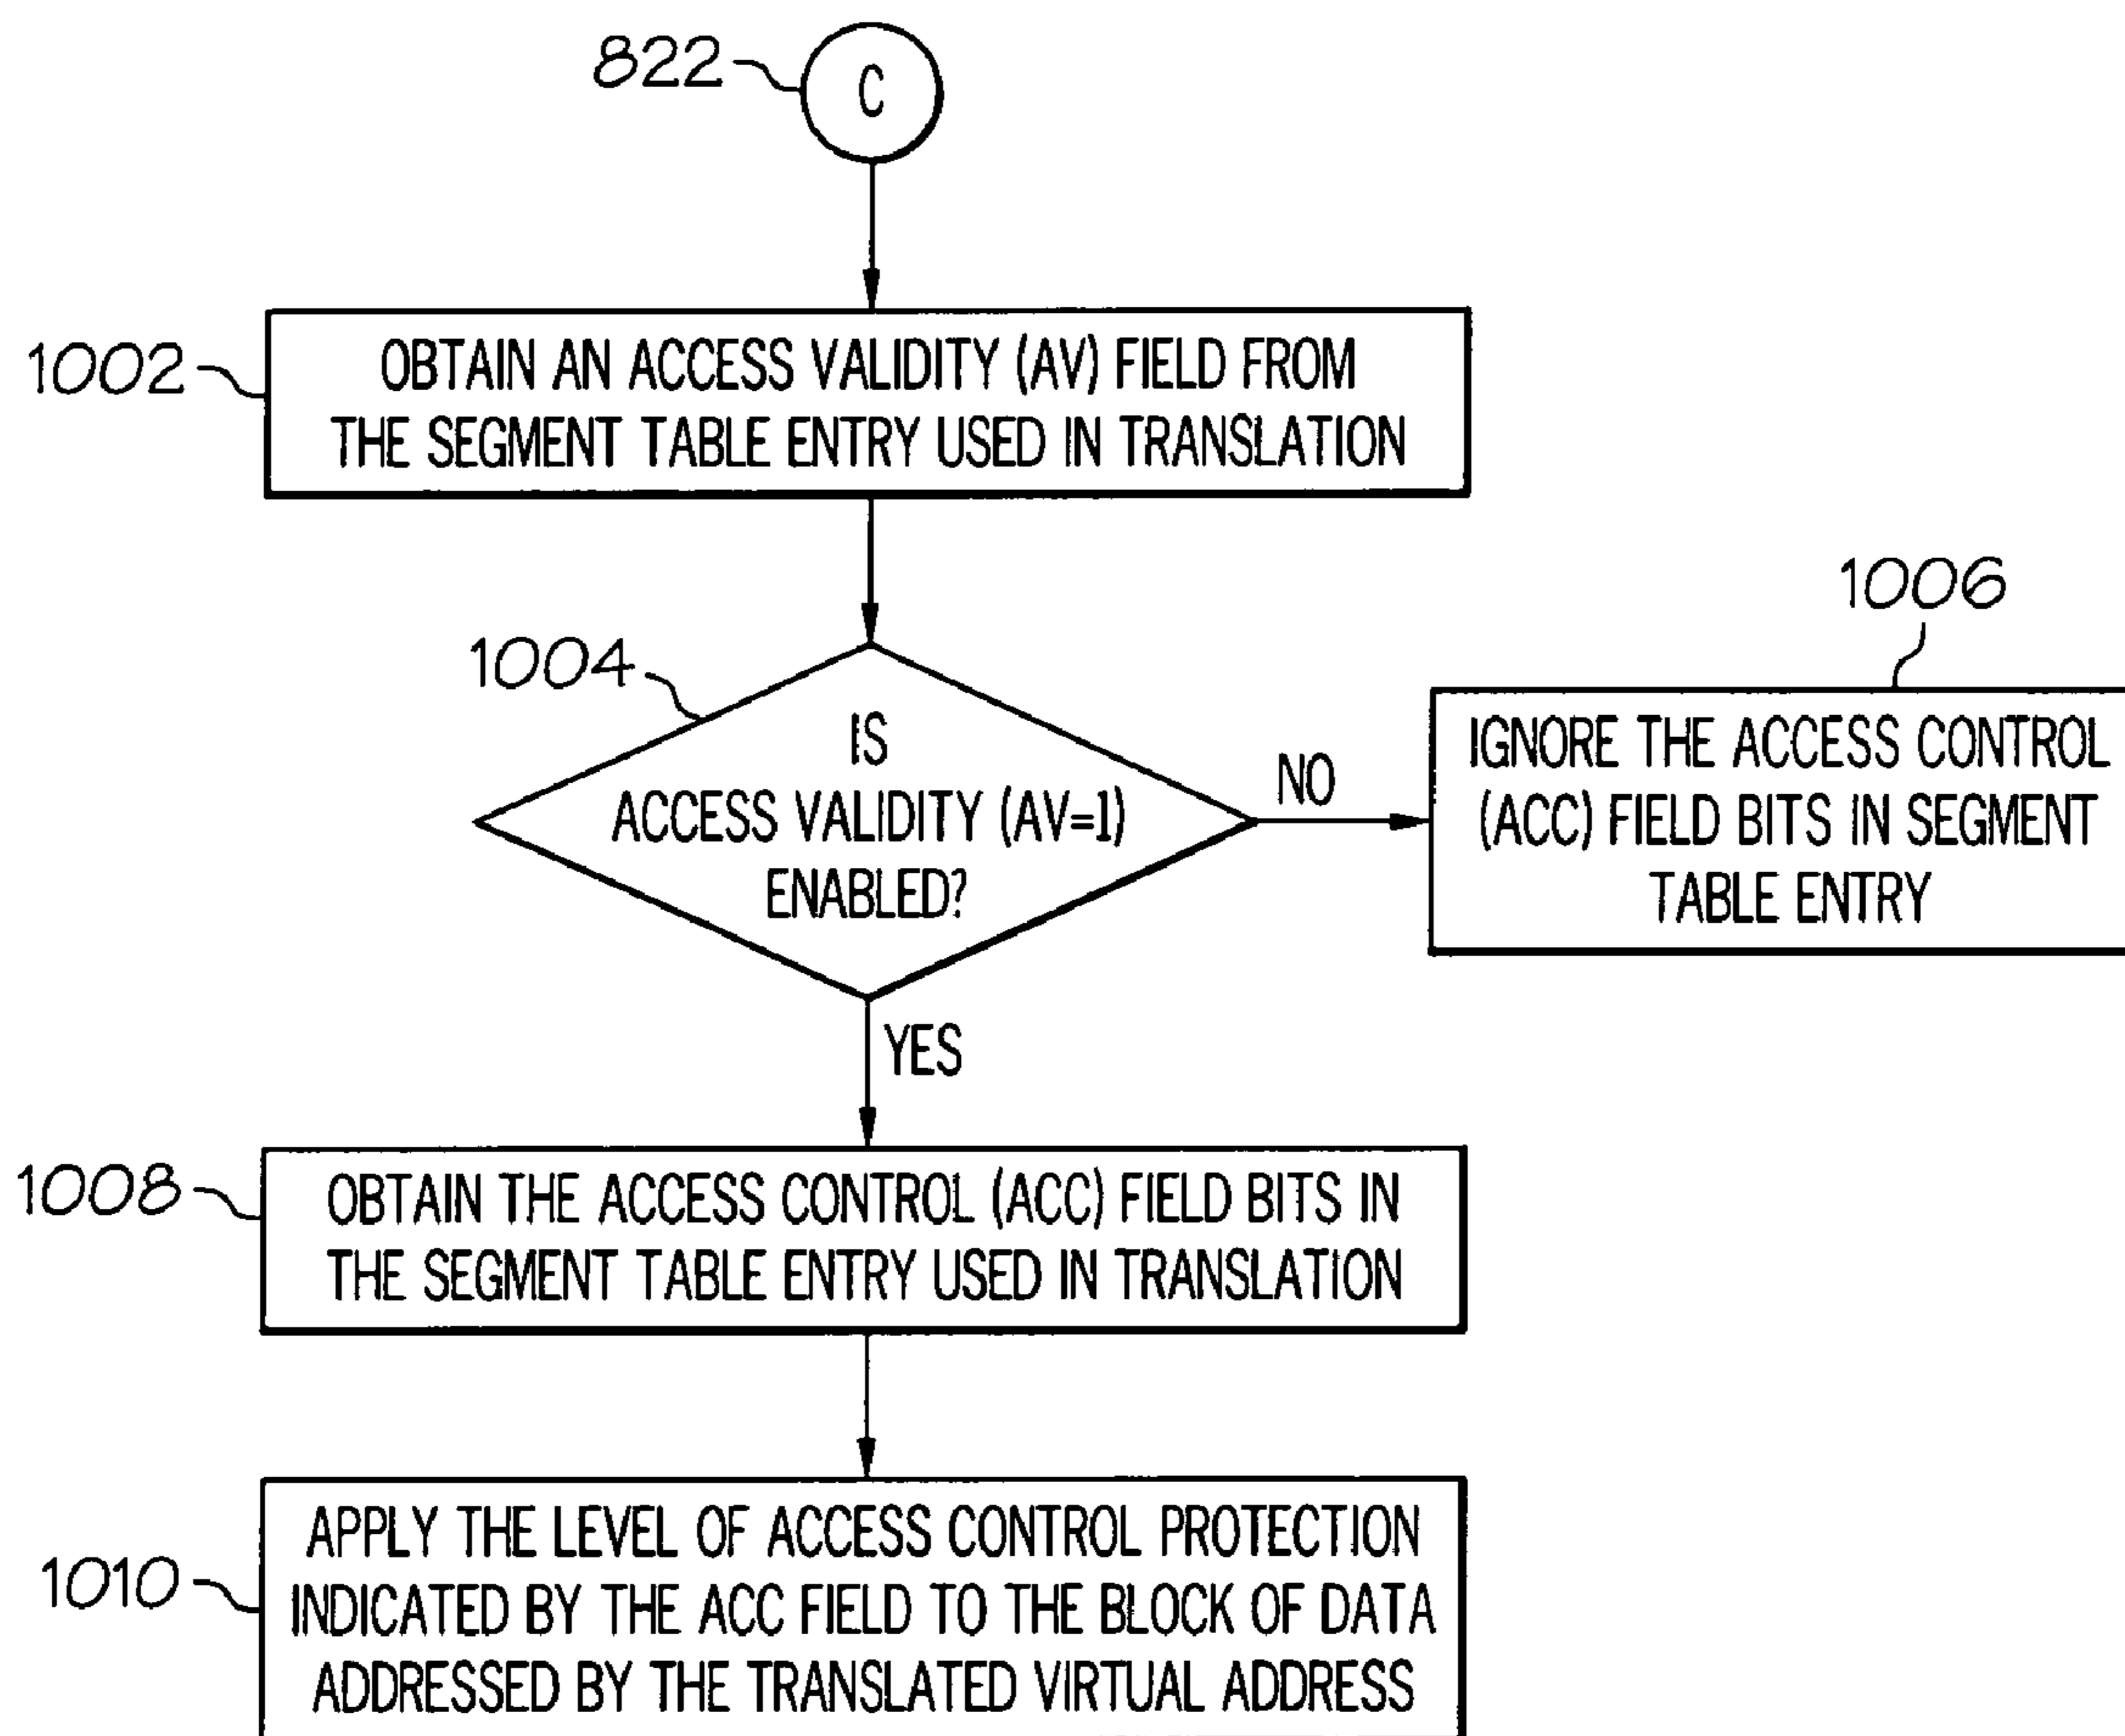 822
C
1002
OBTAIN AN ACCESS VALIDITY (AV) FIELD FROM
THE SEGMENT TABLE ENTRY USED IN TRANSLATION
1004
IS
ACCESS VALIDITY (AV=1)
ENABLED?
NO
1006
IGNORE THE ACCESS CONTROL
(ACC) FIELD BITS IN SEGMENT
TABLE ENTRY
YES
1008
OBTAIN THE ACCESS CONTROL (ACC) FIELD BITS IN
THE SEGMENT TABLE ENTRY USED IN TRANSLATION
1010
APPLY THE LEVEL OF ACCESS CONTROL PROTECTION
INDICATED BY THE ACC FIELD TO THE BLOCK OF DATA
ADDRESSED BY THE TRANSLATED VIRTUAL ADDRESS